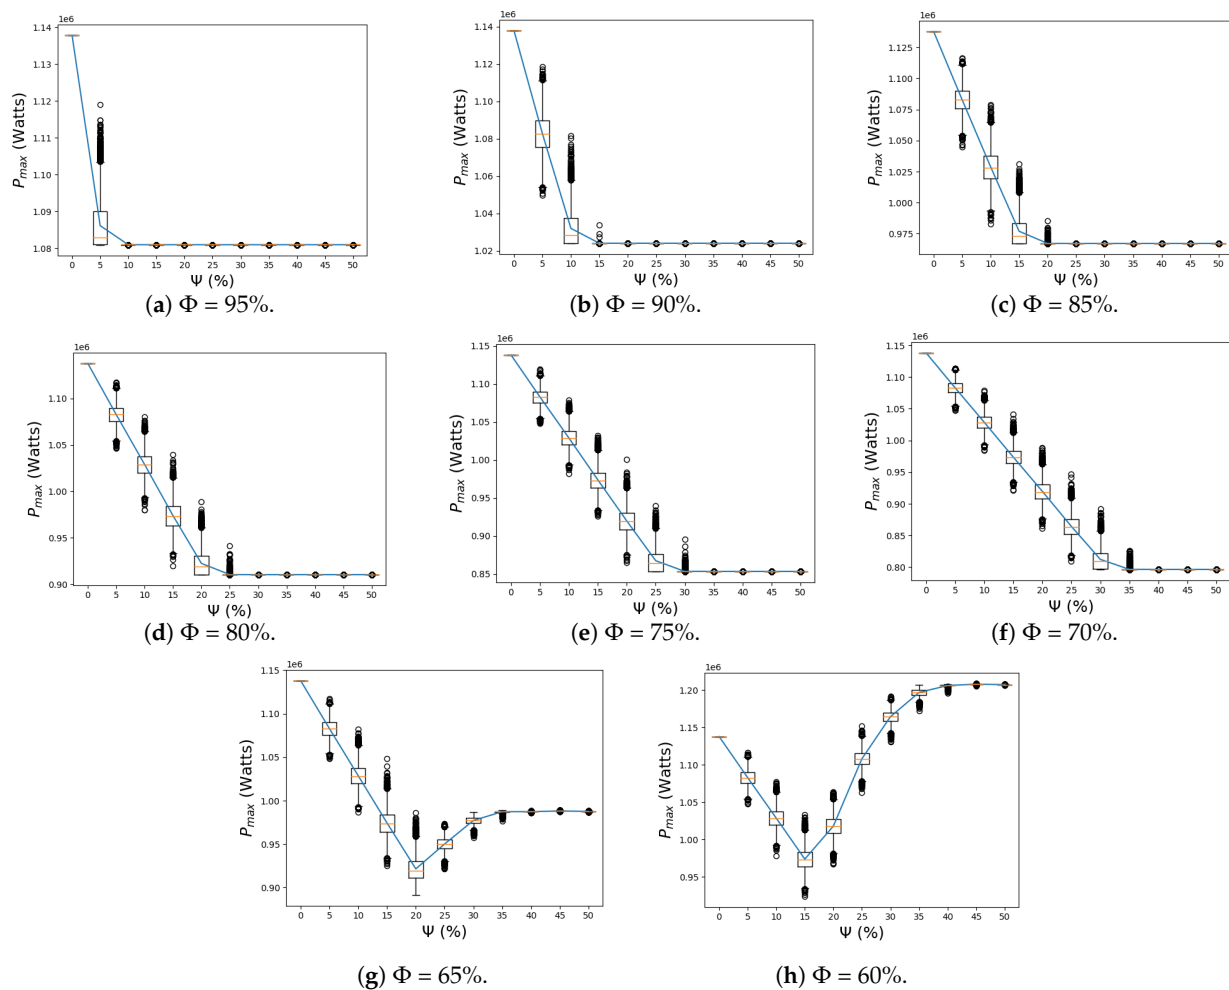 1e6
1.14
1.13
1.12
1.11
1.10
1.09
1.08
P_max (Watts)
0 5 10 15 20 25 30 35 40 45 50
Ψ (%)
(a) Φ = 95%.
1e6
1.14
1.12
1.10
1.08
1.06
1.04
1.02
P_max (Watts)
0 5 10 15 20 25 30 35 40 45 50
Ψ (%)
(b) Φ = 90%.
1e6
1.125
1.100
1.075
1.050
1.025
1.000
0.975
P_max (Watts)
0 5 10 15 20 25 30 35 40 45 50
Ψ (%)
(c) Φ = 85%.
1e6
1.10
1.05
1.00
0.95
0.90
P_max (Watts)
0 5 10 15 20 25 30 35 40 45 50
Ψ (%)
(d) Φ = 80%.
1e6
1.15
1.10
1.05
1.00
0.95
0.90
0.85
P_max (Watts)
0 5 10 15 20 25 30 35 40 45 50
Ψ (%)
(e) Φ = 75%.
1e6
1.15
1.10
1.05
1.00
0.95
0.90
0.85
0.80
P_max (Watts)
0 5 10 15 20 25 30 35 40 45 50
Ψ (%)
(f) Φ = 70%.
1e6
1.15
1.10
1.05
1.00
0.95
0.90
P_max (Watts)
0 5 10 15 20 25 30 35 40 45 50
Ψ (%)
(g) Φ = 65%.
1e6
1.20
1.15
1.10
1.05
1.00
0.95
P_max (Watts)
0 5 10 15 20 25 30 35 40 45 50
Ψ (%)
(h) Φ = 60%.